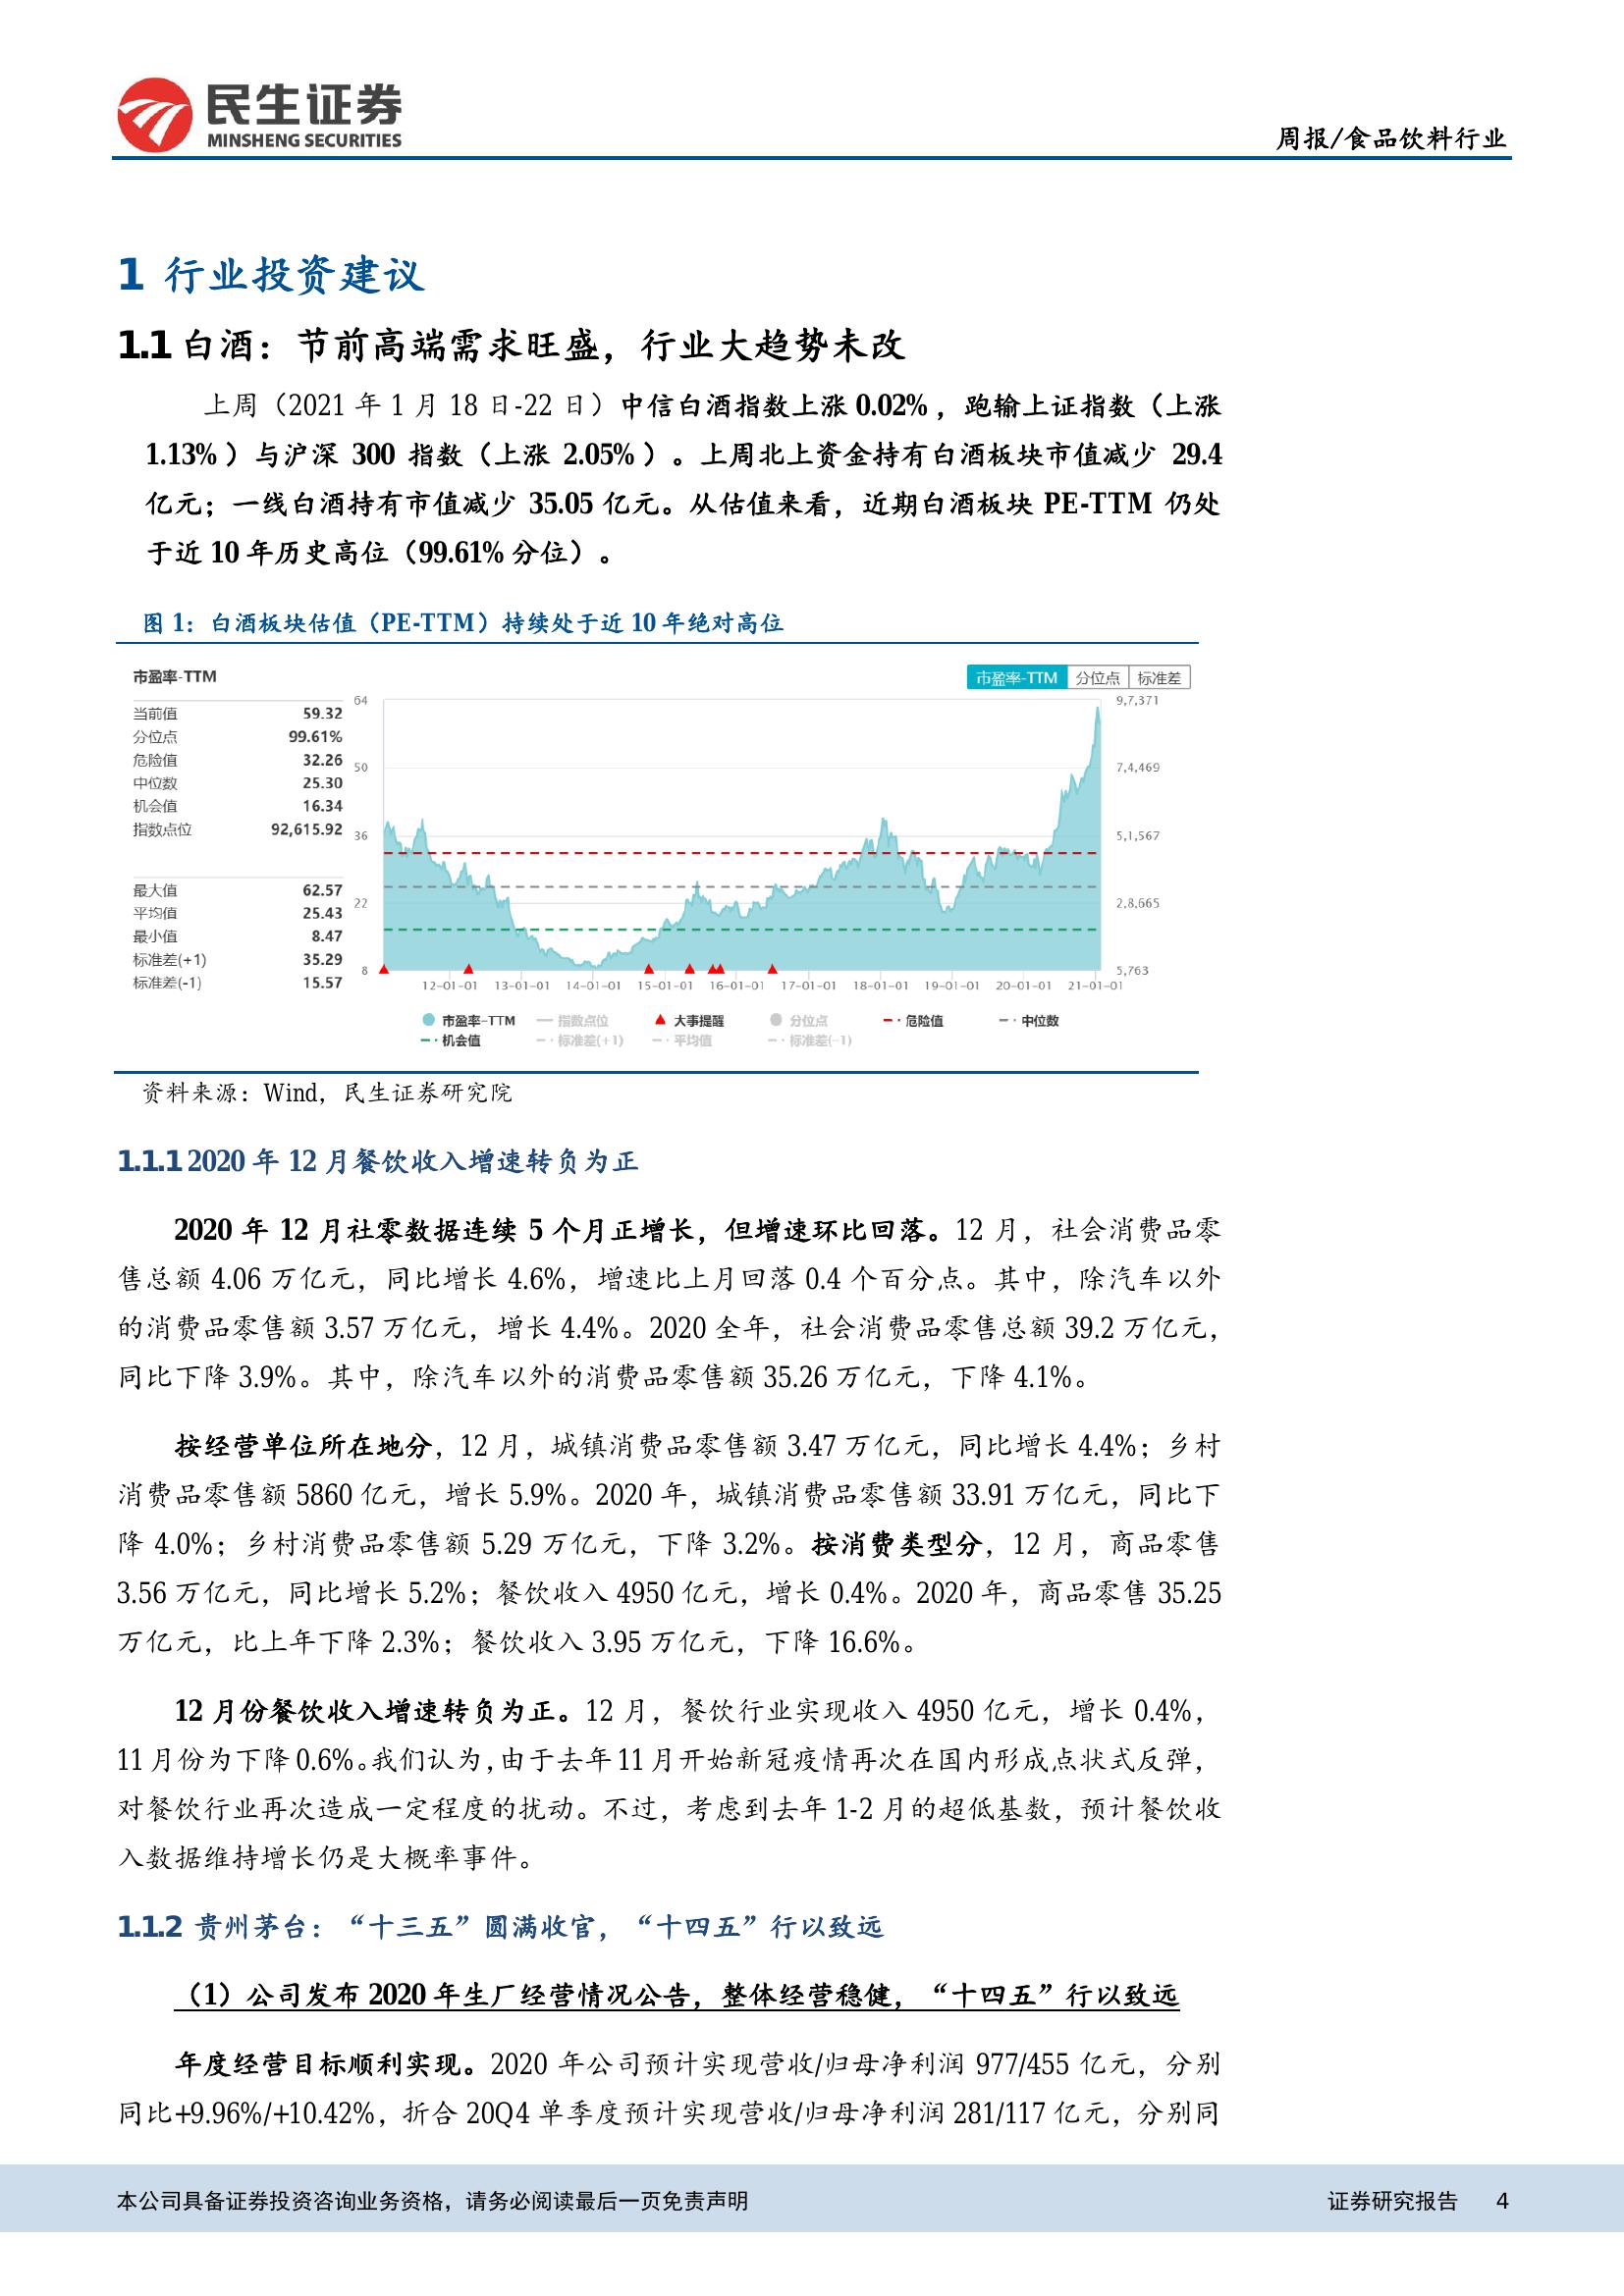 民生证券
MINSHENG SECURITIES
周报/食品饮料行业
1 行业投资建议
1.1 白酒：节前高端需求旺盛，行业大趋势未改
上周（2021 年 1 月 18 日-22 日）中信白酒指数上涨 0.02%，跑输上证指数（上涨
1.13%）与沪深 300 指数（上涨 2.05%）。上周北上资金持有白酒板块市值减少 29.4
亿元；一线白酒持有市值减少 35.05 亿元。从估值来看，近期白酒板块 PE-TTM 仍处
于近 10 年历史高位（99.61% 分位）。
图 1：白酒板块估值（PE-TTM）持续处于近 10 年绝对高位
市盈率-TTM
市盈率-TTM 分位点 标准差
当前值 59.32
分位点 99.61%
危险值 32.26
中位数 25.30
机会值 16.34
指数点位 92,615.92
最大值 62.57
平均值 25.43
最小值 8.47
标准差(+1) 35.29
标准差(-1) 15.57
64
50
36
22
8
9,7,371
7,4,469
5,1,567
2,8,665
5,763
12-01-01 13-01-01 14-01-01 15-01-01 16-01-01 17-01-01 18-01-01 19-01-01 20-01-01 21-01-01
市盈率-TTM 指数点位 大事提醒 分位点 危险值 中位数
机会值 标准差(+1) 平均值 标准差(-1)
资料来源：Wind，民生证券研究院
1.1.1 2020 年 12 月餐饮收入增速转负为正
2020 年 12 月社零数据连续 5 个月正增长，但增速环比回落。12 月，社会消费品零
售总额 4.06 万亿元，同比增长 4.6%，增速比上月回落 0.4 个百分点。其中，除汽车以外
的消费品零售额 3.57 万亿元，增长 4.4%。2020 全年，社会消费品零售总额 39.2 万亿元，
同比下降 3.9%。其中，除汽车以外的消费品零售额 35.26 万亿元，下降 4.1%。
按经营单位所在地分，12 月，城镇消费品零售额 3.47 万亿元，同比增长 4.4%；乡村
消费品零售额 5860 亿元，增长 5.9%。2020 年，城镇消费品零售额 33.91 万亿元，同比下
降 4.0%；乡村消费品零售额 5.29 万亿元，下降 3.2%。按消费类型分，12 月，商品零售
3.56 万亿元，同比增长 5.2%；餐饮收入 4950 亿元，增长 0.4%。2020 年，商品零售 35.25
万亿元，比上年下降 2.3%；餐饮收入 3.95 万亿元，下降 16.6%。
12 月份餐饮收入增速转负为正。12 月，餐饮行业实现收入 4950 亿元，增长 0.4%，
11 月份为下降 0.6%。我们认为，由于去年 11 月开始新冠疫情再次在国内形成点状式反弹，
对餐饮行业再次造成一定程度的扰动。不过，考虑到去年 1-2 月的超低基数，预计餐饮收
入数据维持增长仍是大概率事件。
1.1.2 贵州茅台：“十三五”圆满收官，“十四五”行以致远
（1）公司发布 2020 年生厂经营情况公告，整体经营稳健，“十四五”行以致远
年度经营目标顺利实现。2020 年公司预计实现营收/归母净利润 977/455 亿元，分别
同比+9.96%/+10.42%，折合 20Q4 单季度预计实现营收/归母净利润 281/117 亿元，分别同
本公司具备证券投资咨询业务资格，请务必阅读最后一页免责声明
证券研究报告 4